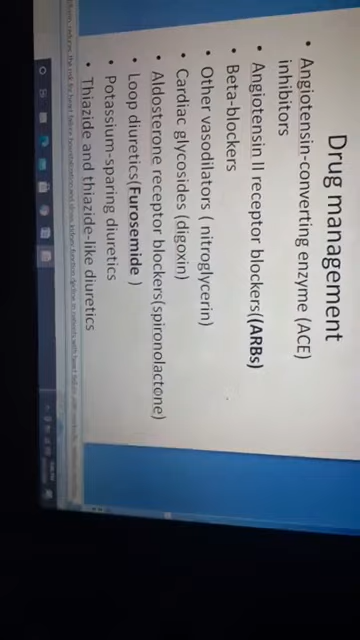 Drug management
• Angiotensin-converting enzyme (ACE)
inhibitors
• Angiotensin II receptor blockers((ARBs)
• Beta-blockers
• Other vasodilators ( nitroglycerin)
• Cardiac glycosides (digoxin)
• Aldosterone receptor blockers(spironolactone)
• Loop diuretics(Furosemide )
• Potassium-sparing diuretics
• Thiazide and thiazide-like diuretics